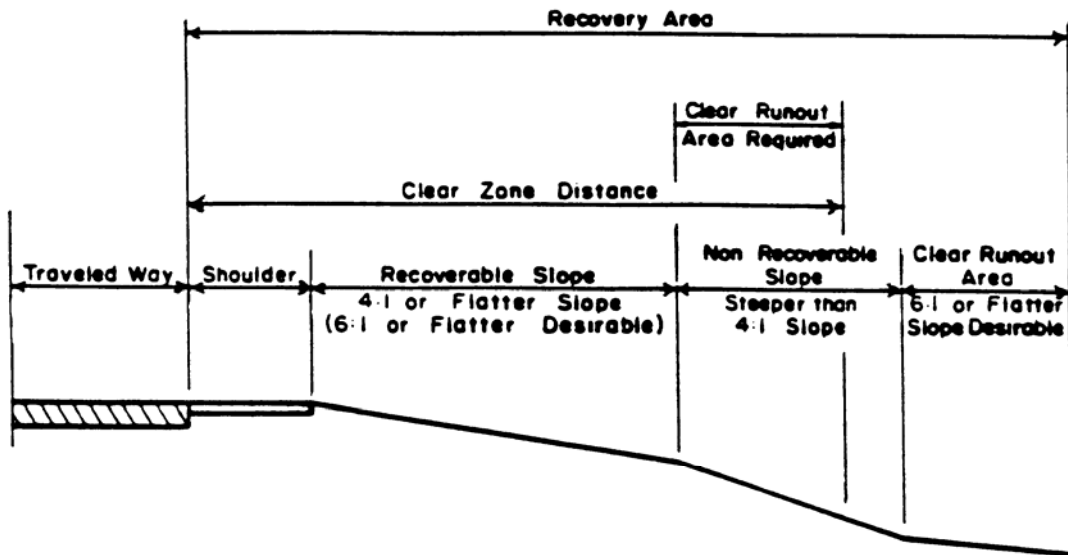 Recovery Area
Clear Runout
Area Required
Clear Zone Distance
Traveled Way
Shoulder
Recoverable Slope
4:1 or Flatter Slope
(6:1 or Flatter Desirable)
Non Recoverable
Slope
Steeper than
4:1 Slope
Clear Runout
Area
6:1 or Flatter
Slope Desirable